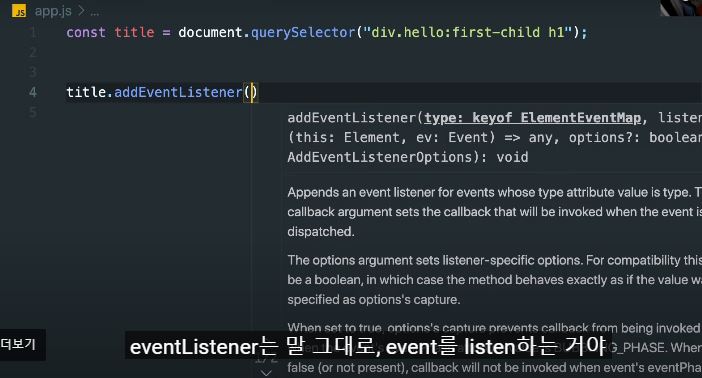 JS app.js > ...
1 const title = document.querySelector("div.hello:first-child h1");
2
3
4 title.addEventListener()
5
addEventListener(type: keyof ElementEventMap, listen
(this: Element, ev: Event) => any, options?: boolean
AddEventListenerOptions): void
Appends an event listener for events whose type attribute value is type. T
callback argument sets the callback that will be invoked when the event is
dispatched.
The options argument sets listener-specific options. For compatibility this
be a boolean, in which case the method behaves exactly as if the value wa
specified as options's capture.
When set to true, options's capture prevents callback from being invoked
_PHASE. When
false (or not present), callback will not be invoked when event's eventPha
더보기
eventListener는 말 그대로, event를 listen하는 거야